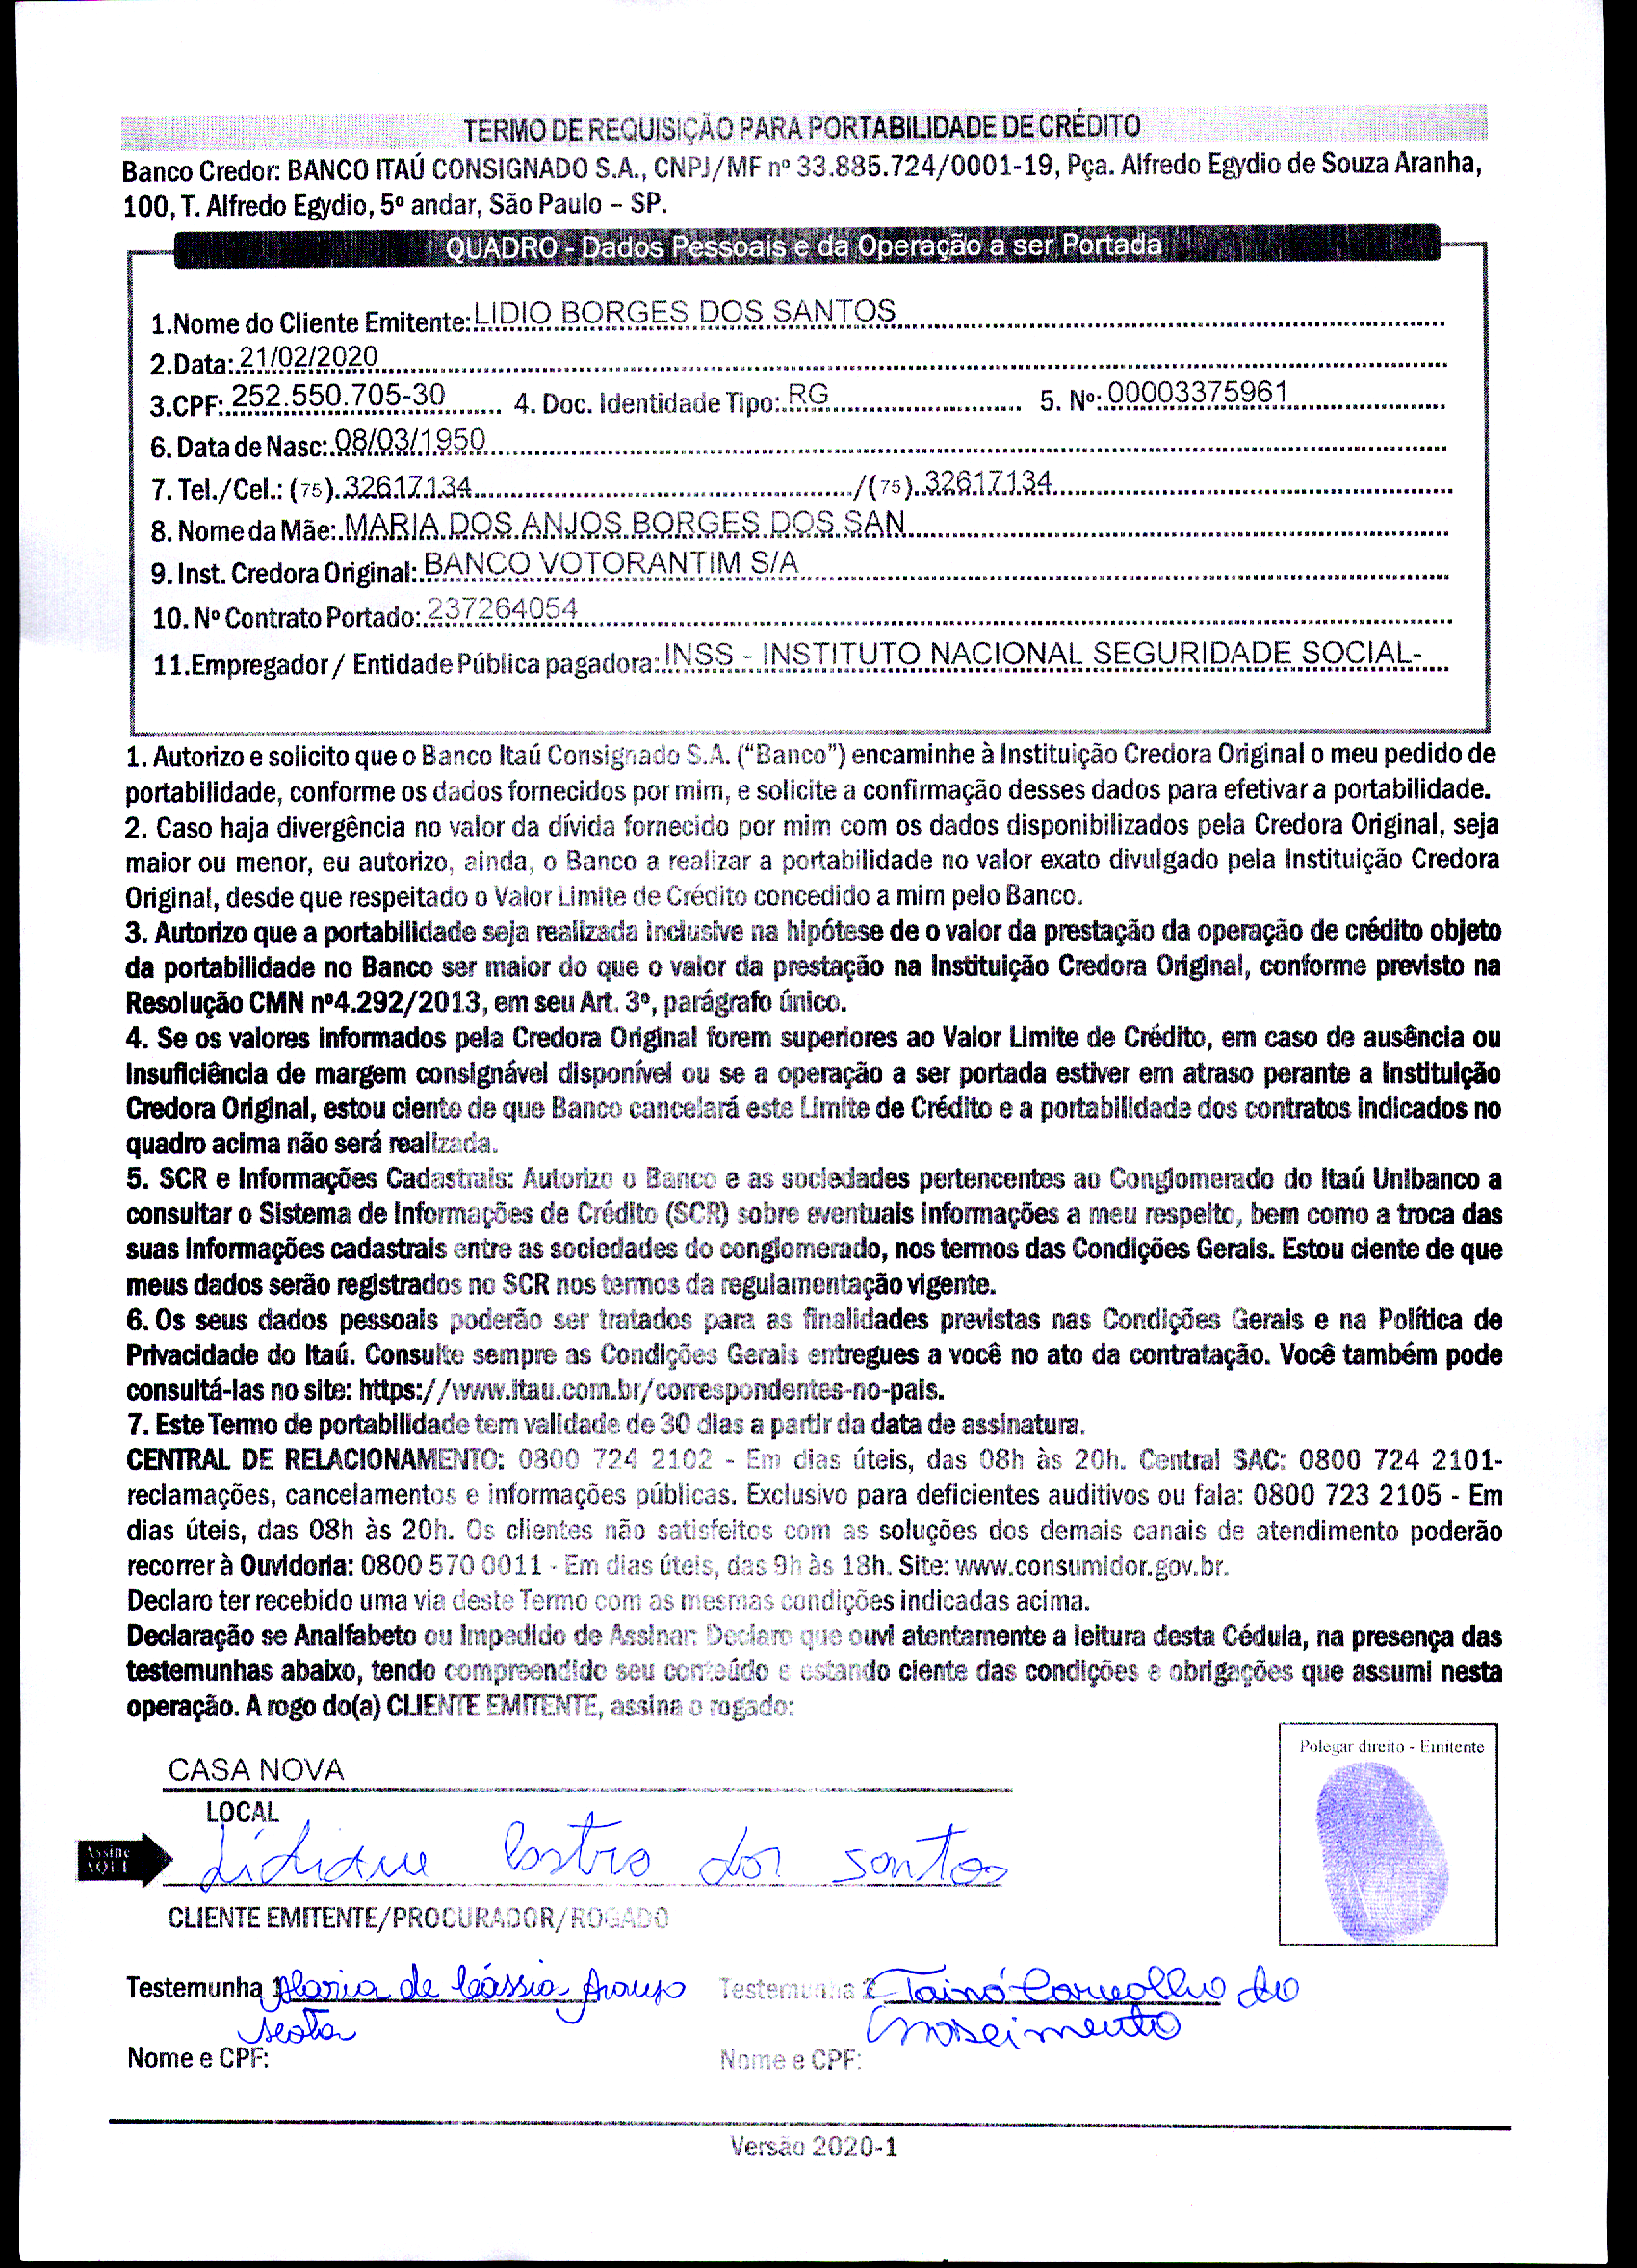 TERMO DE REQUISIÇÃO PARA PORTABILIDADE DE CRÉDITO
Banco Credor: BANCO ITAÚ CONSIGNADO S.A., CNPJ/MF nº 33.885.724/0001-19, Pça. Alfredo Egydio de Souza Aranha,
100, T. Alfredo Egydio, 5º andar, São Paulo – SP.
QUADRO - Dados Pessoais e da Operação a ser Portada
1.Nome do Cliente Emitente: LIDIO BORGES DOS SANTOS
2.Data: 21/02/2020
3.CPF: 252.550.705-30 4. Doc. Identidade Tipo: RG 5. Nº: 00003375961
6. Data de Nasc: 08/03/1950
7. Tel./Cel.: (75) 32617134 /(75) 32617134
8. Nome da Mãe: MARIA DOS ANJOS BORGES DOS SAN
9. Inst. Credora Original: BANCO VOTORANTIM S/A
10. Nº Contrato Portado: 237264054
11.Empregador / Entidade Pública pagadora: INSS - INSTITUTO NACIONAL SEGURIDADE SOCIAL-
1. Autorizo e solicito que o Banco Itaú Consignado S.A. (“Banco”) encaminhe à Instituição Credora Original o meu pedido de
portabilidade, conforme os dados fornecidos por mim, e solicite a confirmação desses dados para efetivar a portabilidade.
2. Caso haja divergência no valor da dívida fornecido por mim com os dados disponibilizados pela Credora Original, seja
maior ou menor, eu autorizo, ainda, o Banco a realizar a portabilidade no valor exato divulgado pela Instituição Credora
Original, desde que respeitado o Valor Limite de Crédito concedido a mim pelo Banco.
3. Autorizo que a portabilidade seja realizada inclusive na hipótese de o valor da prestação da operação de crédito objeto
da portabilidade no Banco ser maior do que o valor da prestação na Instituição Credora Original, conforme previsto na
Resolução CMN nº4.292/2013, em seu Art. 3º, parágrafo único.
4. Se os valores informados pela Credora Original forem superiores ao Valor Limite de Crédito, em caso de ausência ou
insuficiência de margem consignável disponível ou se a operação a ser portada estiver em atraso perante a Instituição
Credora Original, estou ciente de que Banco cancelará este Limite de Crédito e a portabilidade dos contratos indicados no
quadro acima não será realizada.
5. SCR e Informações Cadastrais: Autorizo o Banco e as sociedades pertencentes ao Conglomerado do Itaú Unibanco a
consultar o Sistema de Informações de Crédito (SCR) sobre eventuais informações a meu respeito, bem como a troca das
suas informações cadastrais entre as sociedades do conglomerado, nos termos das Condições Gerais. Estou ciente de que
meus dados serão registrados no SCR nos termos da regulamentação vigente.
6. Os seus dados pessoais poderão ser tratados para as finalidades previstas nas Condições Gerais e na Política de
Privacidade do Itaú. Consulte sempre as Condições Gerais entregues a você no ato da contratação. Você também pode
consultá-las no site: https://www.itau.com.br/correspondentes-no-pais.
7. Este Termo de portabilidade tem validade de 30 dias a partir da data de assinatura.
CENTRAL DE RELACIONAMENTO: 0800 724 2102 - Em dias úteis, das 08h às 20h. Central SAC: 0800 724 2101-
reclamações, cancelamentos e informações públicas. Exclusivo para deficientes auditivos ou fala: 0800 723 2105 - Em
dias úteis, das 08h às 20h. Os clientes não satisfeitos com as soluções dos demais canais de atendimento poderão
recorrer à Ouvidoria: 0800 570 0011 - Em dias úteis, das 9h às 18h. Site: www.consumidor.gov.br.
Declaro ter recebido uma via deste Termo com as mesmas condições indicadas acima.
Declaração se Analfabeto ou Impedido de Assinar: Declaro que ouvi atentamente a leitura desta Cédula, na presença das
testemunhas abaixo, tendo compreendido seu conteúdo e estando ciente das condições e obrigações que assumi nesta
operação. A rogo do(a) CLIENTE EMITENTE, assina o rogado:
Polegar direito - Emitente
CASA NOVA
LOCAL
Assine AQUI
Lidiane Castro dos santos
CLIENTE EMITENTE/PROCURADOR/ROGADO
Testemunha 1 Maria de Cássia Araujo Testemunha 2 Tainá Carvalho do
Mota Nascimento
Nome e CPF: Nome e CPF:
Versão 2020-1